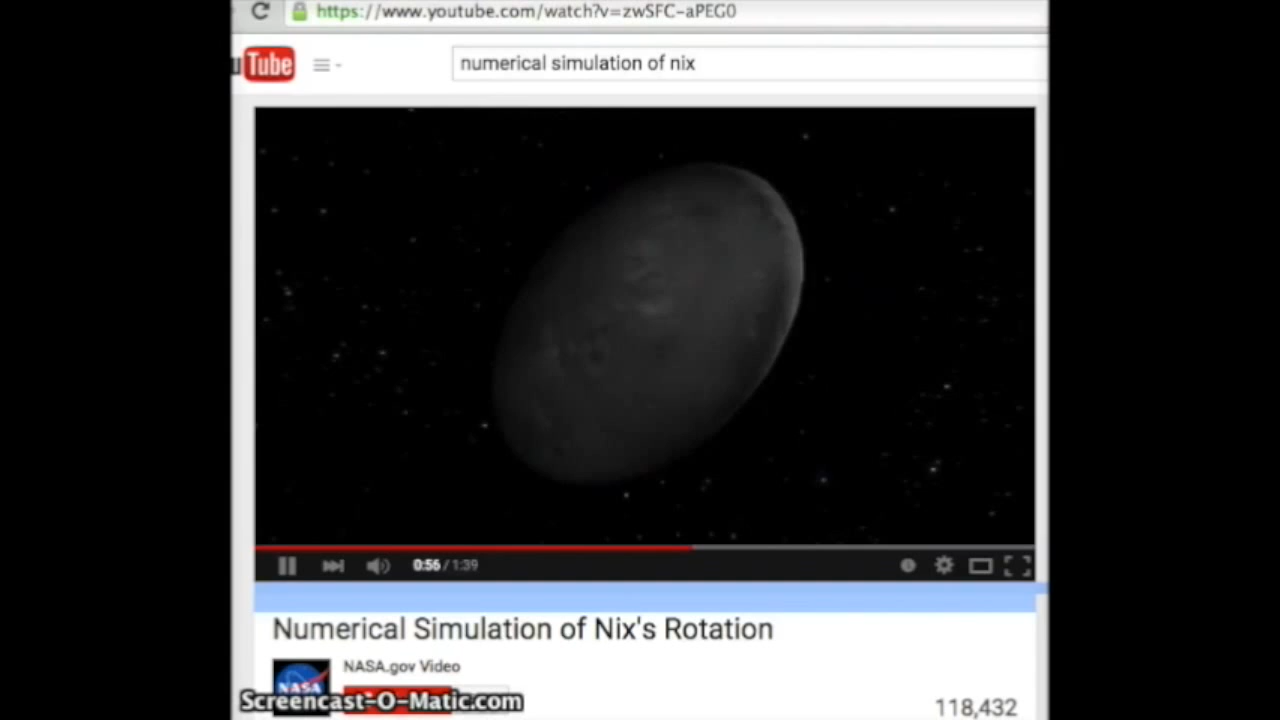 https://www.youtube.com/watch?v=zwSFC-aPEG0
Tube
numerical simulation of nix
0:56 / 1:39
Numerical Simulation of Nix's Rotation
NASA.gov Video
NASA
Screencast-O-Matic.com
118,432